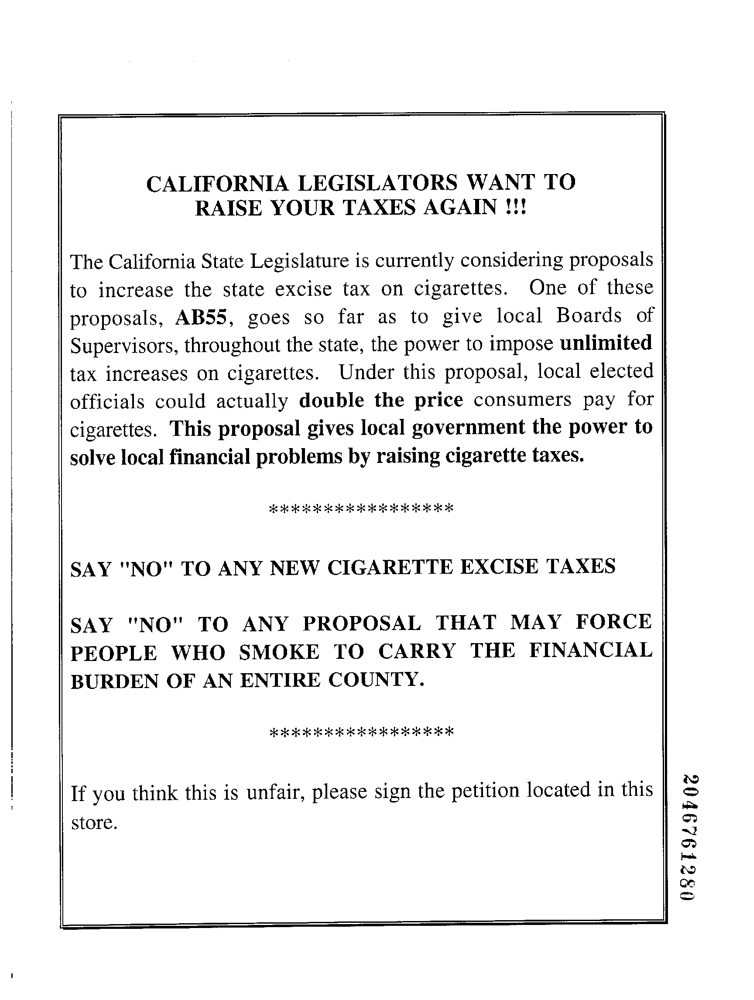 CALIFORNIA LEGISLATORS WANT TO
RAISE YOUR TAXES AGAIN !!!
The California State Legislature is currently considering proposals
to increase the state excise tax on cigarettes. One of these
proposals, AB55, goes so far as to give local Boards of
Supervisors, throughout the state, the power to impose unlimited
tax increases on cigarettes. Under this proposal, local elected
officials could actually double the price consumers pay for
cigarettes. This proposal gives local government the power to
solve local financial problems by raising cigarette taxes.
*****************
SAY "NO" TO ANY NEW CIGARETTE EXCISE TAXES
SAY "NO" TO ANY PROPOSAL THAT MAY FORCE
PEOPLE WHO SMOKE TO CARRY THE FINANCIAL
BURDEN OF AN ENTIRE COUNTY.
*****************
If you think this is unfair, please sign the petition located in this
store.
2046761280